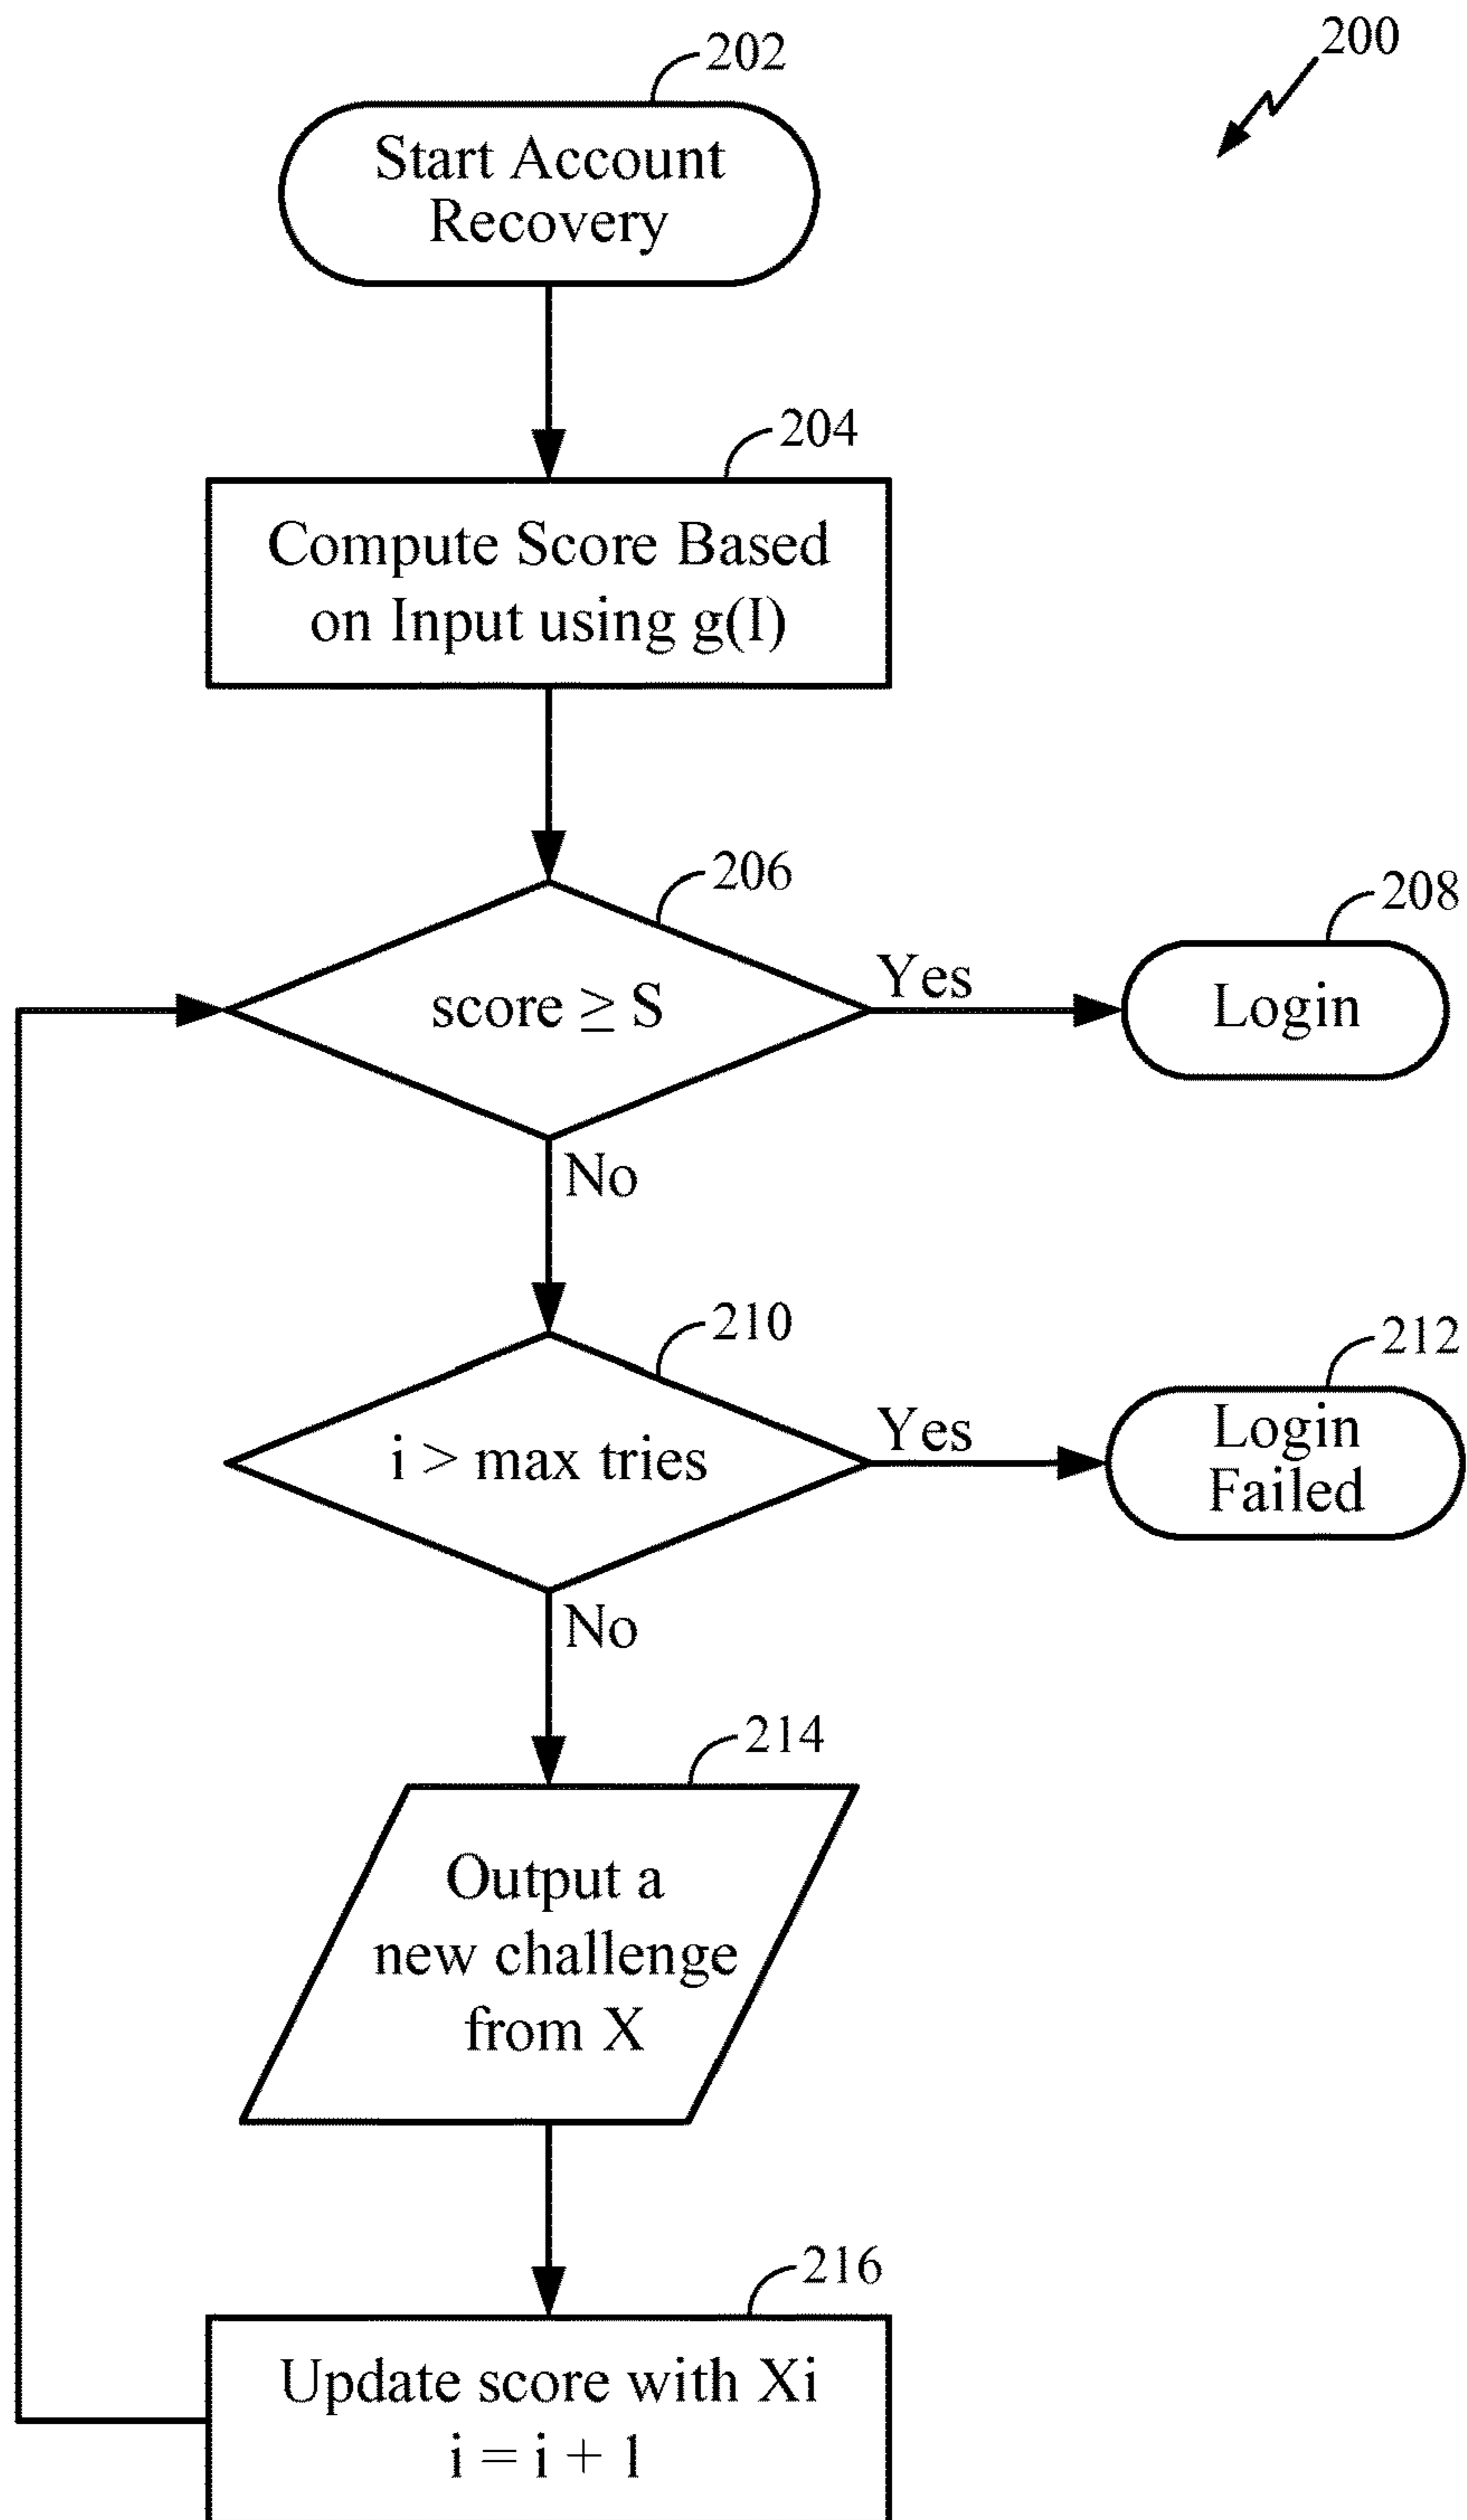 200
202
Start Account
Recovery
204
Compute Score Based
on Input using g(I)
206
score ≥ S
Yes
208
Login
No
210
i > max tries
Yes
212
Login
Failed
No
214
Output a
new challenge
from X
216
Update score with Xi
i = i + 1